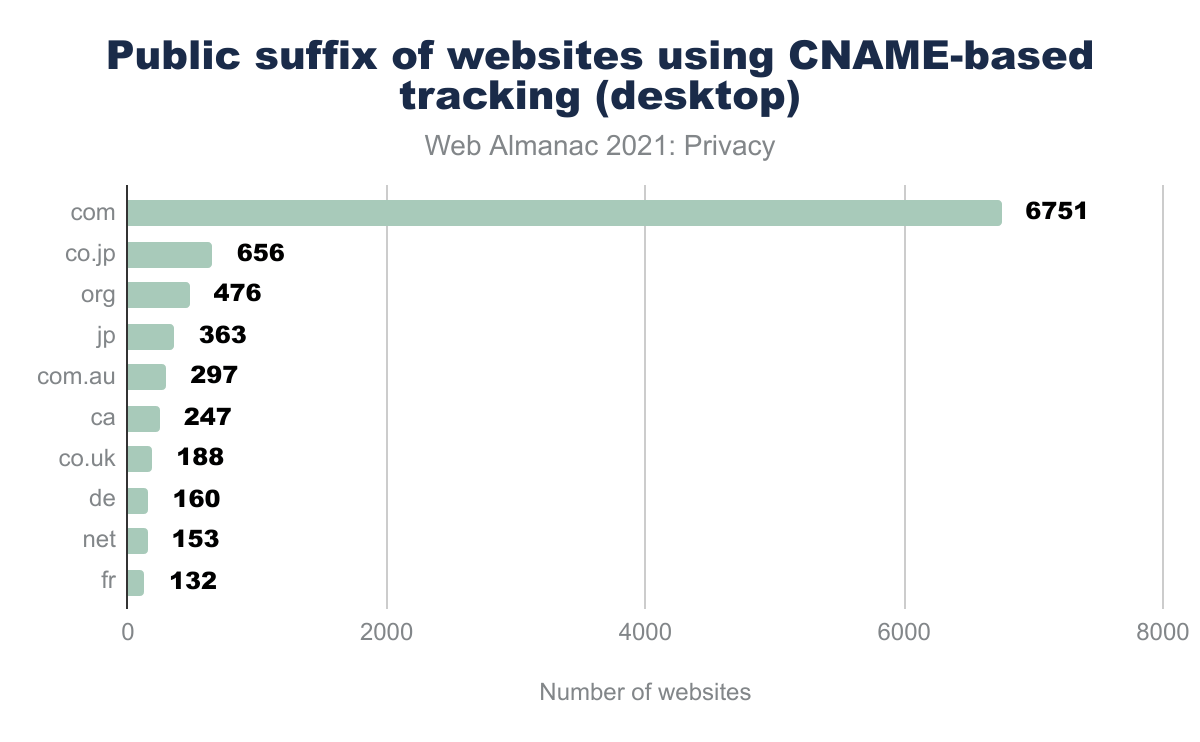 Public suffix of websites using CNAME-based
tracking (desktop)
Web Almanac 2021: Privacy
com 6751
co.jp 656
org 476
jp 363
com.au 297
ca 247
co.uk 188
de 160
net 153
fr 132
0 2000 4000 6000 8000
Number of websites